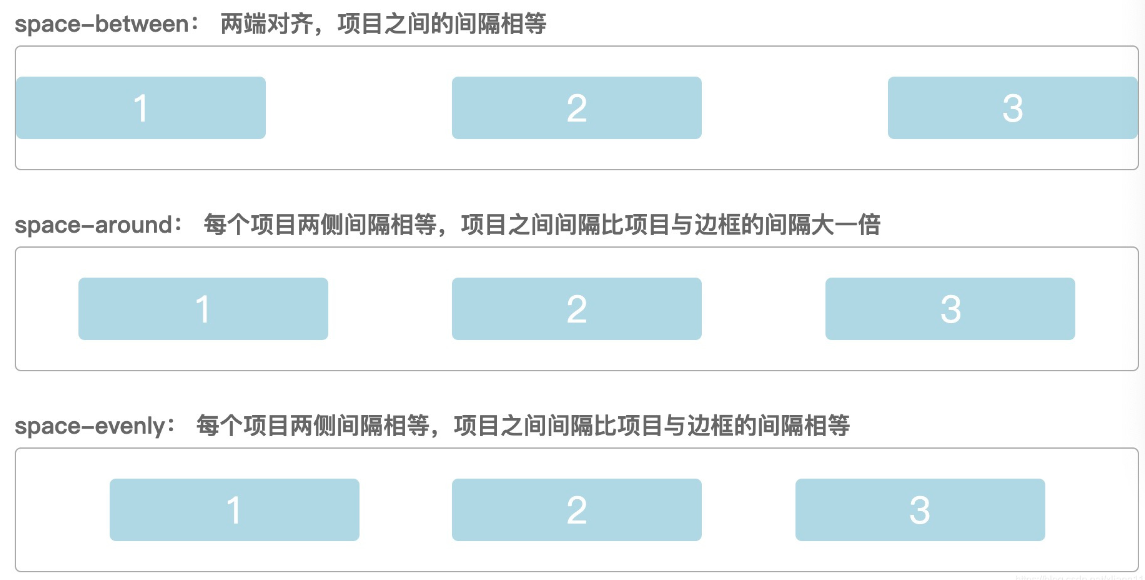 space-between： 两端对齐，项目之间的间隔相等
1 2 3
space-around： 每个项目两侧间隔相等，项目之间间隔比项目与边框的间隔大一倍
1 2 3
space-evenly： 每个项目两侧间隔相等，项目之间间隔比项目与边框的间隔相等
1 2 3